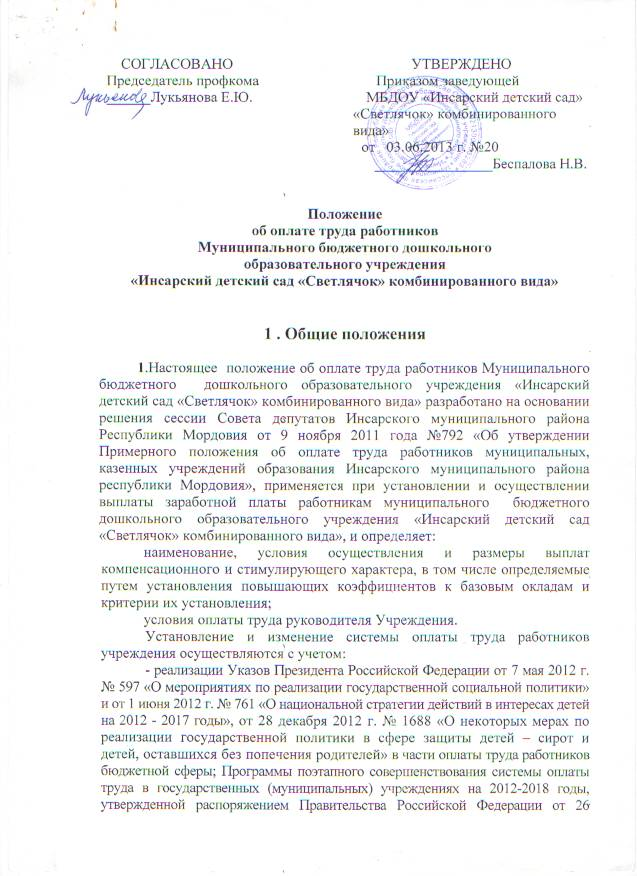 СОГЛАСОВАНО
Председатель профкома
Лукьянова Е.Ю.
УТВЕРЖДЕНО
Приказом заведующей
МБДОУ «Инсарский детский сад»
«Светлячок» комбинированного
вида»
от 03.06.2013 г. №20
Беспалова Н.В.
Положение
об оплате труда работников
Муниципального бюджетного дошкольного
образовательного учреждения
«Инсарский детский сад «Светлячок» комбинированного вида»
1 . Общие положения
1.Настоящее положение об оплате труда работников Муниципального
бюджетного дошкольного образовательного учреждения «Инсарский
детский сад «Светлячок» комбинированного вида» разработано на основании
решения сессии Совета депутатов Инсарского муниципального района
Республики Мордовия от 9 ноября 2011 года №792 «Об утверждении
Примерного положения об оплате труда работников муниципальных,
казенных учреждений образования Инсарского муниципального района
республики Мордовия», применяется при установлении и осуществлении
выплаты заработной платы работникам муниципального бюджетного
дошкольного образовательного учреждения «Инсарский детский сад
«Светлячок» комбинированного вида», и определяет:
наименование, условия осуществления и размеры выплат
компенсационного и стимулирующего характера, в том числе определяемые
путем установления повышающих коэффициентов к базовым окладам и
критерии их установления;
условия оплаты труда руководителя Учреждения.
Установление и изменение системы оплаты труда работников
учреждения осуществляются с учетом:
- реализации Указов Президента Российской Федерации от 7 мая 2012 г.
№ 597 «О мероприятиях по реализации государственной социальной политики»
и от 1 июня 2012 г. № 761 «О национальной стратегии действий в интересах детей
на 2012 - 2017 годы», от 28 декабря 2012 г. № 1688 «О некоторых мерах по
реализации государственной политики в сфере защиты детей – сирот и
детей, оставшихся без попечения родителей» в части оплаты труда работников
бюджетной сферы; Программы поэтапного совершенствования системы оплаты
труда в государственных (муниципальных) учреждениях на 2012-2018 годы,
утвержденной распоряжением Правительства Российской Федерации от 26